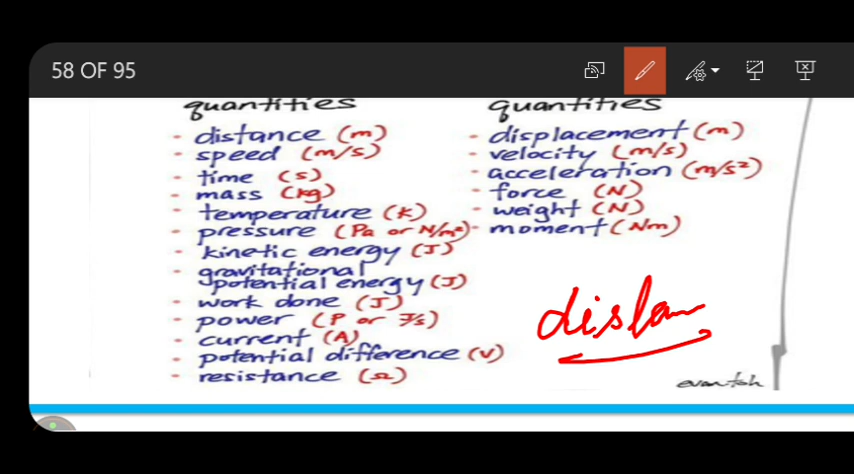 58 OF 95
quantities
- distance (m)
- speed (m/s)
- time (s)
- mass (kg)
- temperature (K)
- pressure (Pa or N/m²)
- kinetic energy (J)
- gravitational
potential energy (J)
- work done (J)
- power (P or J/s)
- current (A)
- potential difference (V)
- resistance (Ω)
quantities
- displacement (m)
- velocity (m/s)
- acceleration (m/s²)
- force (N)
- weight (N)
- moment (Nm)
evantoh